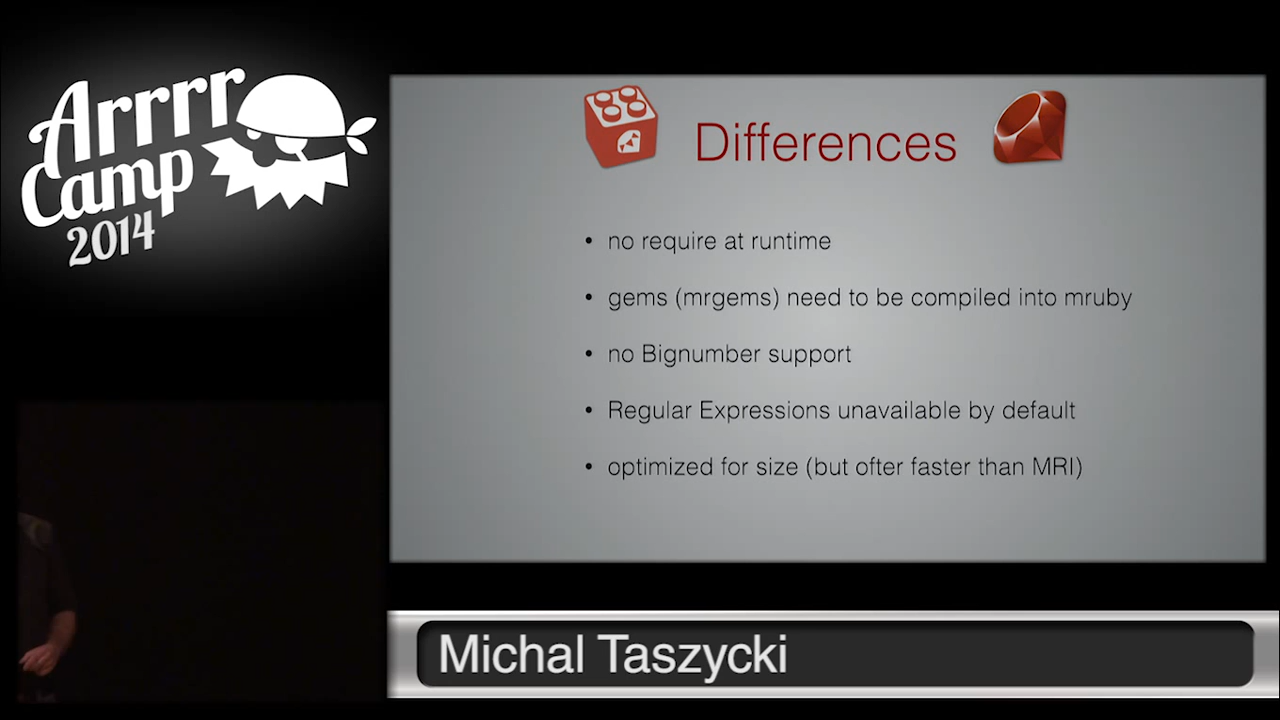 Arrrr
Camp
2014
Differences
• no require at runtime
• gems (mrgems) need to be compiled into mruby
• no Bignumber support
• Regular Expressions unavailable by default
• optimized for size (but ofter faster than MRI)
Michal Taszycki